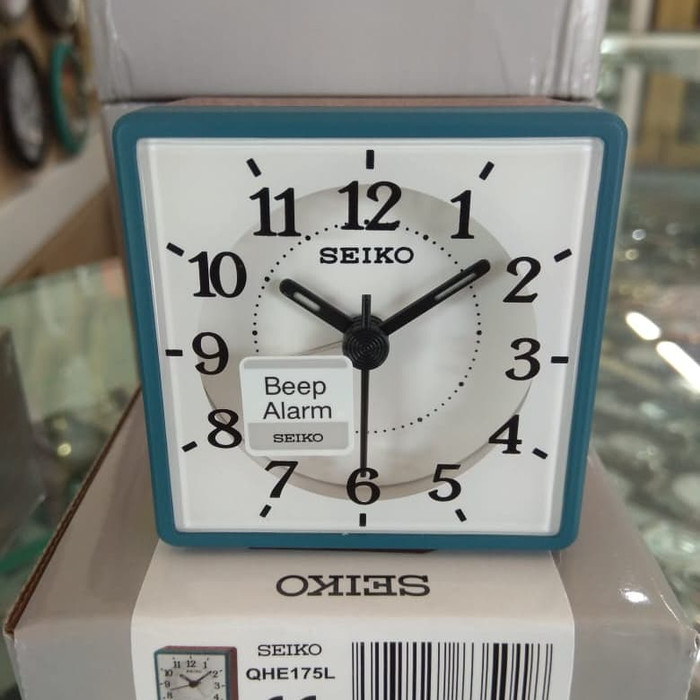 12
11
1
SEIKO
10
2
9
3
Beep
Alarm
SEIKO
8
4
7
5
6
SEIKO
SEIKO
QHE175L